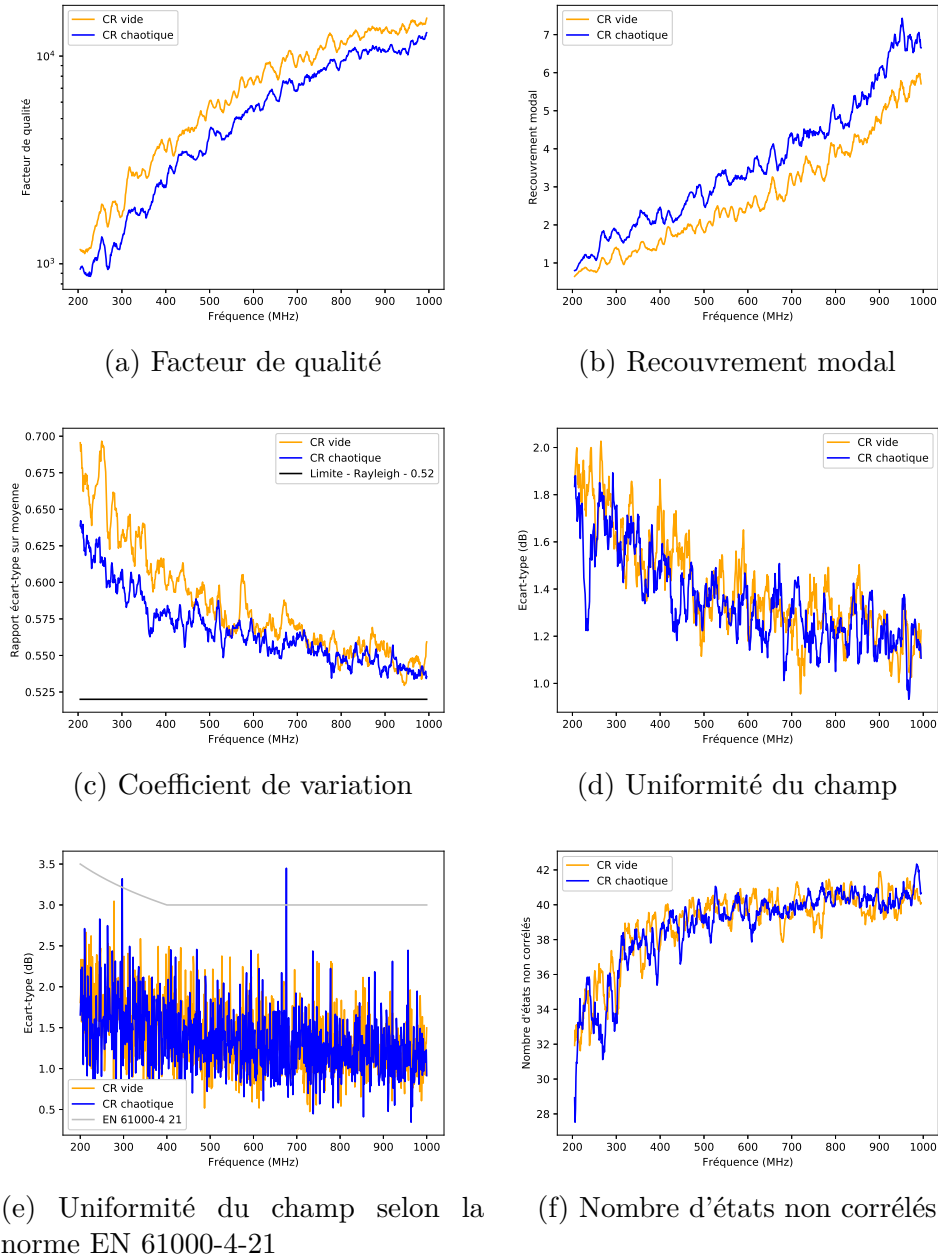 CR vide
CR chaotique
10⁴
10³
Facteur de qualité
200 300 400 500 600 700 800 900 1000
Fréquence (MHz)
(a) Facteur de qualité
CR vide
CR chaotique
7
6
5
4
3
2
1
Recouvrement modal
200 300 400 500 600 700 800 900 1000
Fréquence (MHz)
(b) Recouvrement modal
CR vide
CR chaotique
Limite - Rayleigh - 0.52
0.700
0.675
0.650
0.625
0.600
0.575
0.550
0.525
Rapport écart-type sur moyenne
200 300 400 500 600 700 800 900 1000
Fréquence (MHz)
(c) Coefficient de variation
CR vide
CR chaotique
2.0
1.8
1.6
1.4
1.2
1.0
Ecart-type (dB)
200 300 400 500 600 700 800 900 1000
Fréquence (MHz)
(d) Uniformité du champ
3.5
3.0
2.5
2.0
1.5
1.0
0.5
Ecart-type (dB)
CR vide
CR chaotique
EN 61000-4 21
200 300 400 500 600 700 800 900 1000
Fréquence (MHz)
(e) Uniformité du champ selon la
norme EN 61000-4-21
CR vide
CR chaotique
42
40
38
36
34
32
30
28
Nombre d'états non corrélés
200 300 400 500 600 700 800 900 1000
Fréquence (MHz)
(f) Nombre d'états non corrélés